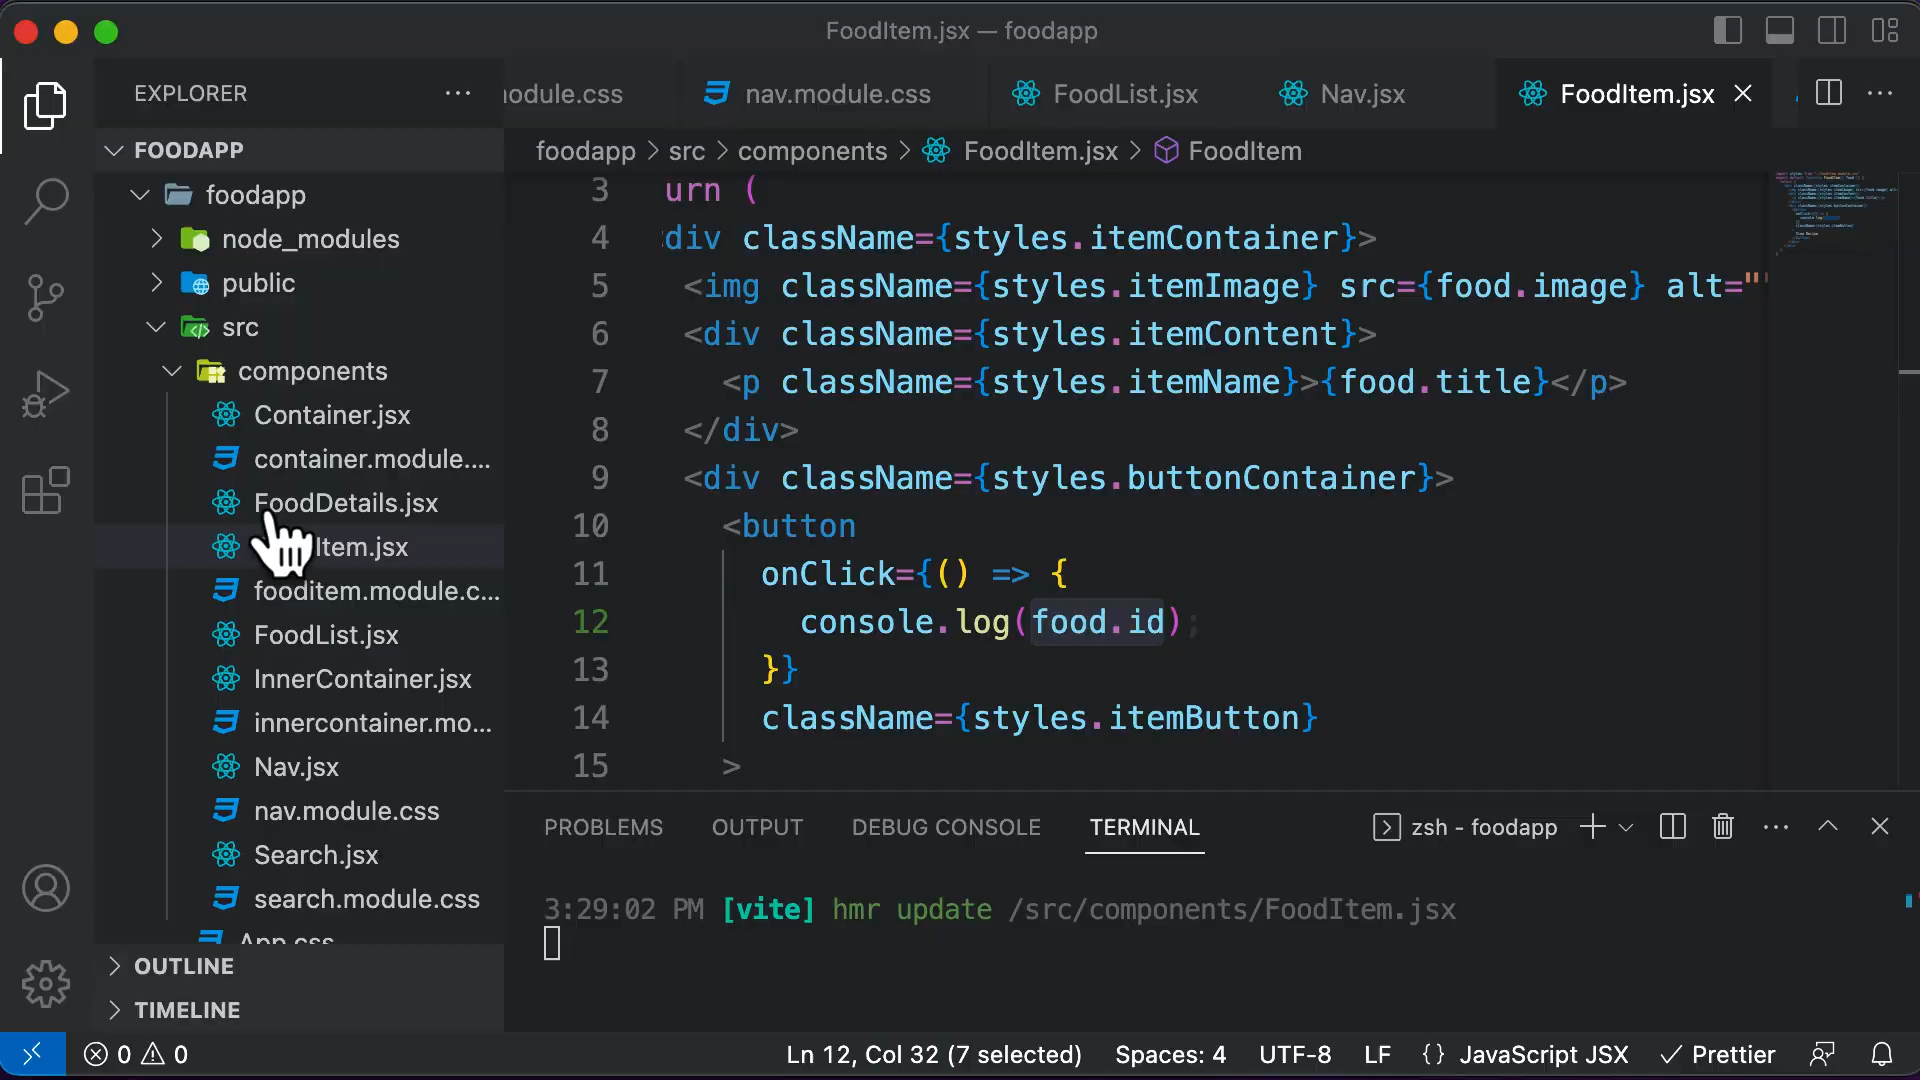 FoodItem.jsx — foodapp
EXPLORER
FOODAPP
foodapp
node_modules
public
src
components
Container.jsx
container.module....
FoodDetails.jsx
Item.jsx
fooditem.module.c...
FoodList.jsx
InnerContainer.jsx
innercontainer.mo...
Nav.jsx
nav.module.css
Search.jsx
search.module.css
App.css
OUTLINE
TIMELINE
odule.css
nav.module.css
FoodList.jsx
Nav.jsx
FoodItem.jsx
foodapp > src > components > FoodItem.jsx > FoodItem
3 urn (
4 div className={styles.itemContainer}>
5 <img className={styles.itemImage} src={food.image} alt=""
6 <div className={styles.itemContent}>
7 <p className={styles.itemName}>{food.title}</p>
8 </div>
9 <div className={styles.buttonContainer}>
10 <button
11 onClick={() => {
12 console.log(food.id);
13 }}
14 className={styles.itemButton}
15 >
PROBLEMS
OUTPUT
DEBUG CONSOLE
TERMINAL
zsh - foodapp
3:29:02 PM [vite] hmr update /src/components/FoodItem.jsx
0 0
Ln 12, Col 32 (7 selected)
Spaces: 4
UTF-8
LF
{} JavaScript JSX
Prettier